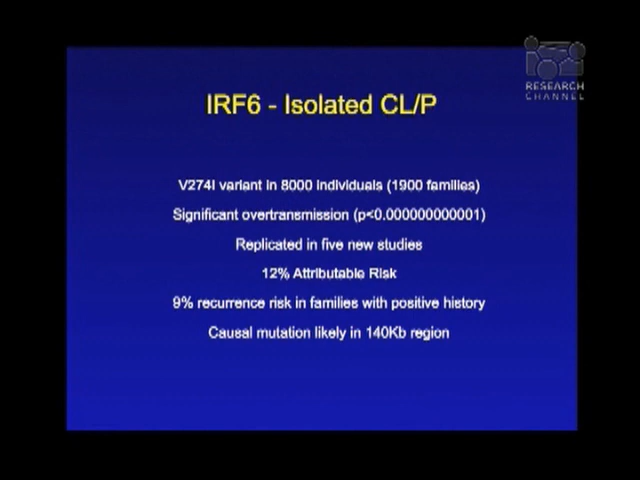 RESEARCH
CHANNEL
IRF6 - Isolated CL/P
V274I variant in 8000 individuals (1900 families)
Significant overtransmission (p<0.000000000001)
Replicated in five new studies
12% Attributable Risk
9% recurrence risk in families with positive history
Causal mutation likely in 140Kb region